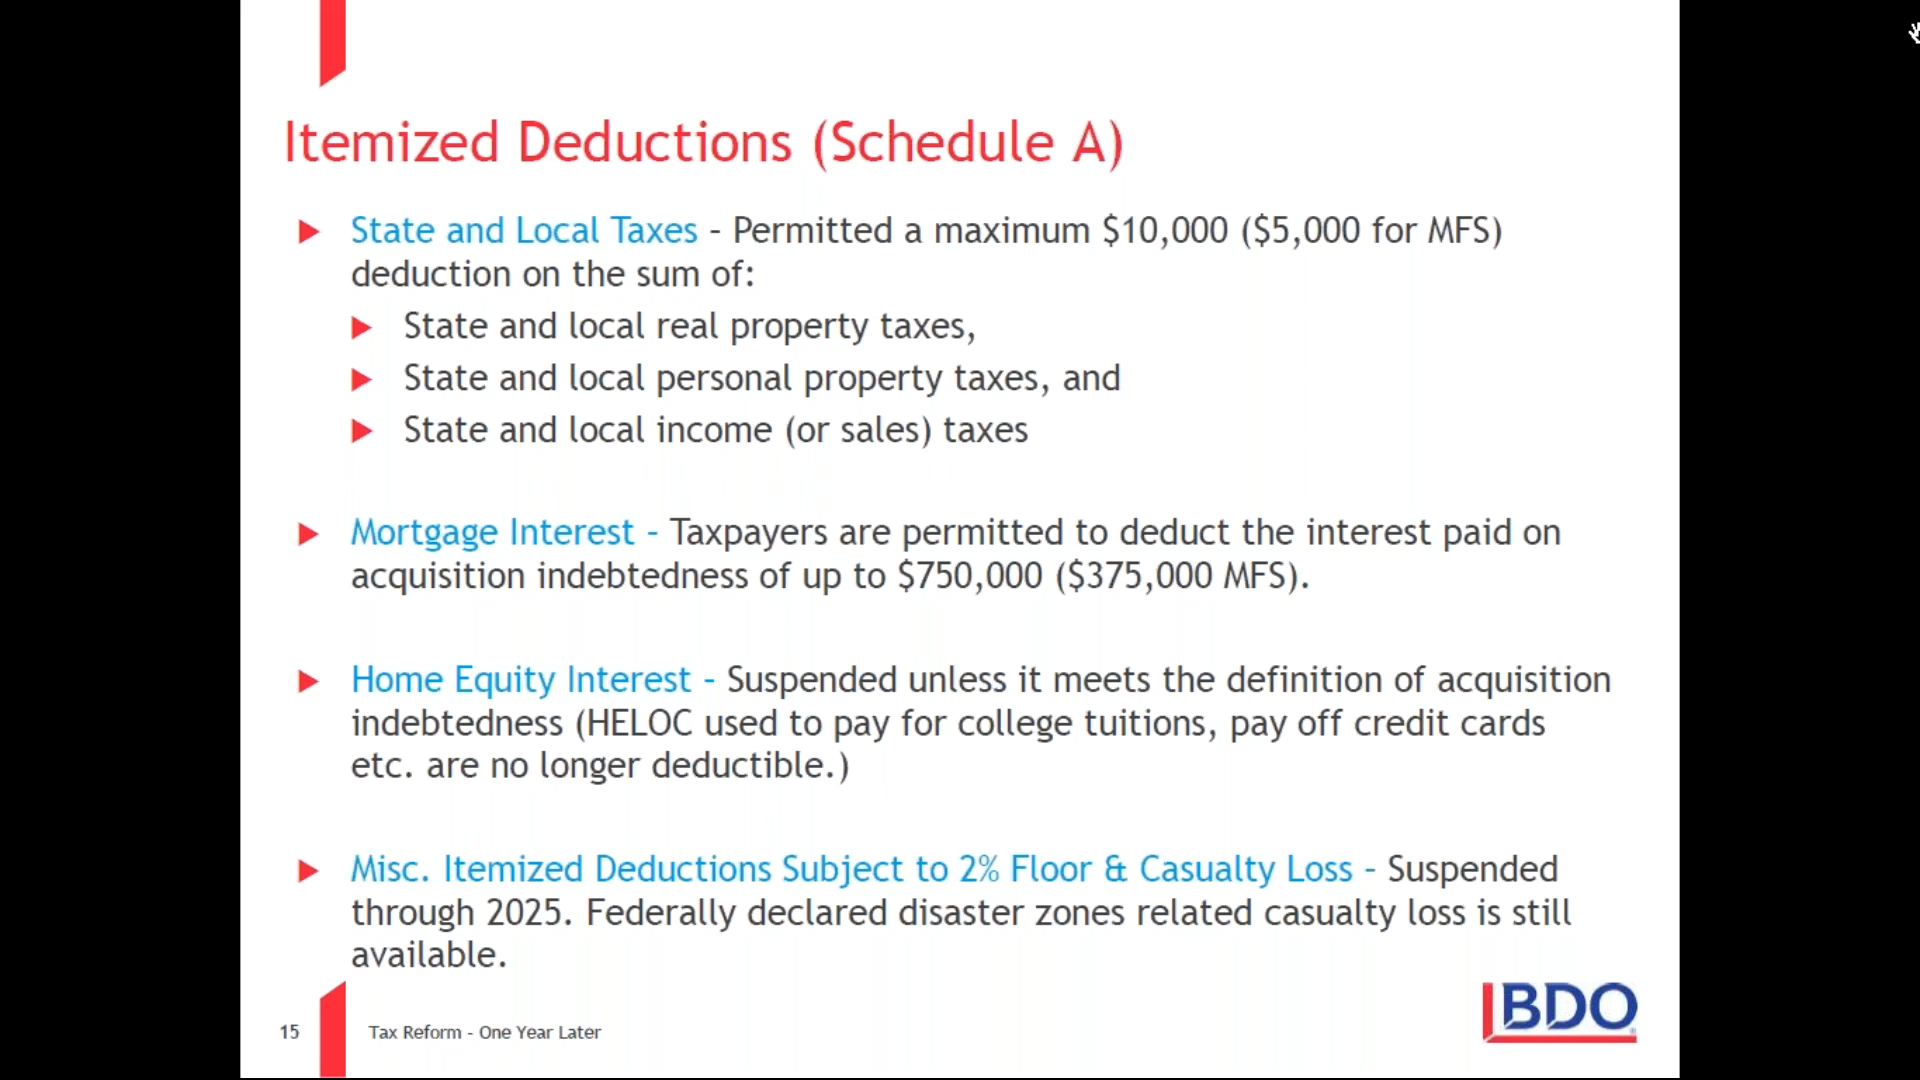 Itemized Deductions (Schedule A)
State and Local Taxes - Permitted a maximum $10,000 ($5,000 for MFS)
deduction on the sum of:
State and local real property taxes,
State and local personal property taxes, and
State and local income (or sales) taxes
Mortgage Interest - Taxpayers are permitted to deduct the interest paid on
acquisition indebtedness of up to $750,000 ($375,000 MFS).
Home Equity Interest - Suspended unless it meets the definition of acquisition
indebtedness (HELOC used to pay for college tuitions, pay off credit cards
etc. are no longer deductible.)
Misc. Itemized Deductions Subject to 2% Floor & Casualty Loss - Suspended
through 2025. Federally declared disaster zones related casualty loss is still
available.
15 Tax Reform - One Year Later
BDO